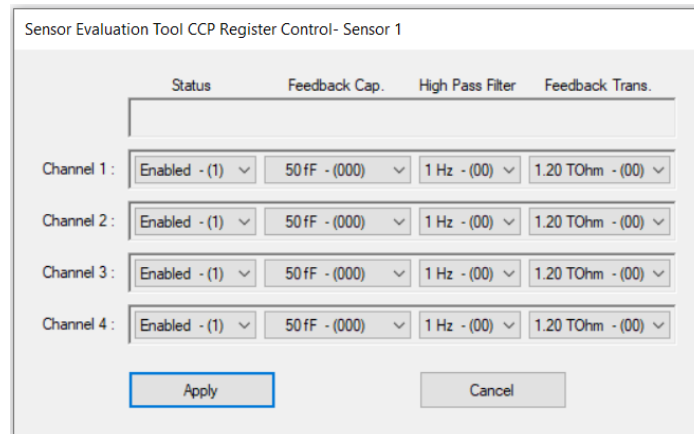 Sensor Evaluation Tool CCP Register Control- Sensor 1
Status Feedback Cap. High Pass Filter Feedback Trans.
Channel 1 : Enabled - (1) 50 fF - (000) 1 Hz - (00) 1.20 TOhm - (00)
Channel 2 : Enabled - (1) 50 fF - (000) 1 Hz - (00) 1.20 TOhm - (00)
Channel 3 : Enabled - (1) 50 fF - (000) 1 Hz - (00) 1.20 TOhm - (00)
Channel 4 : Enabled - (1) 50 fF - (000) 1 Hz - (00) 1.20 TOhm - (00)
Apply Cancel